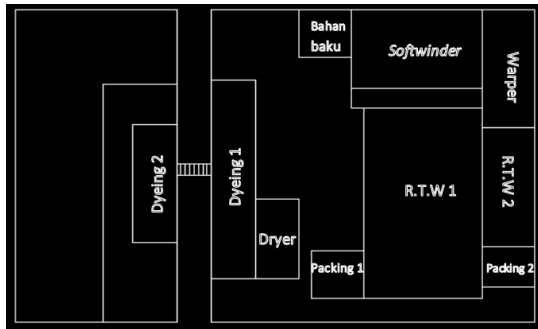 Bahan
baku
Softwinder
Warper
Dyeing 2
Dyeing 1
R.T.W 1
R.T.W 2
Dryer
Packing 1
Packing 2